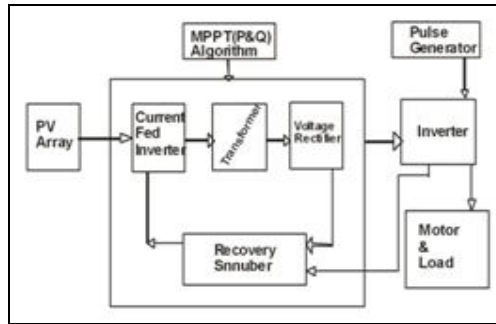 MPPT(P&Q)
Algorithm
Pulse
Generator
PV
Array
Current
Fed
Inverter
Transformer
Voltage
Rectifier
Inverter
Recovery
Snnuber
Motor
&
Load